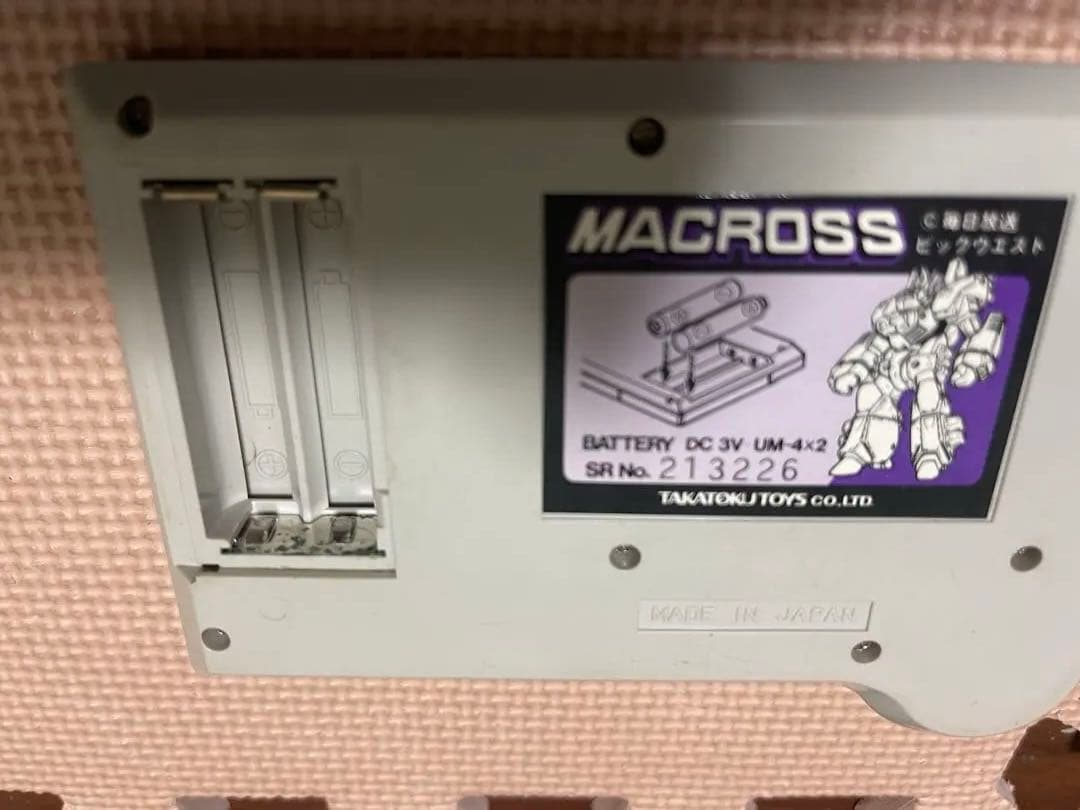 MACROSS
C 毎日放送
ビックウエスト
BATTERY DC 3V UM-4×2
SR No. 213226
TAKATOKU TOYS CO.,LTD.
MADE IN JAPAN